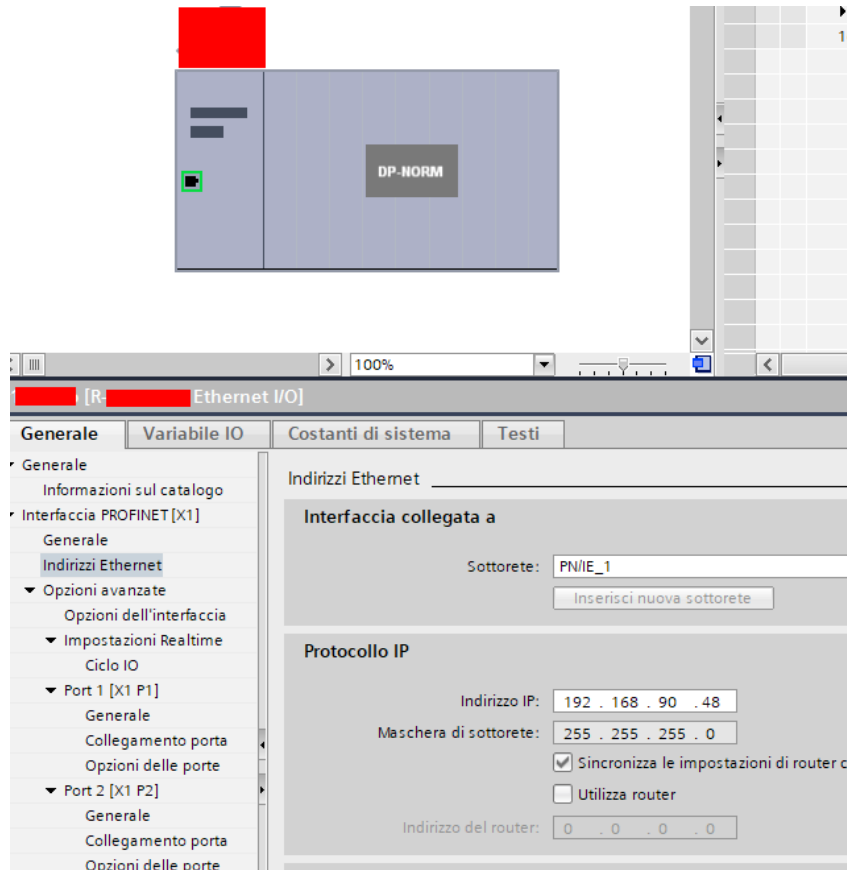 1
DP-NORM
100%
[R- Ethernet I/O]
Generale
Variabile IO
Costanti di sistema
Testi
Generale
Informazioni sul catalogo
Interfaccia PROFINET [X1]
Generale
Indirizzi Ethernet
Opzioni avanzate
Opzioni dell'interfaccia
Impostazioni Realtime
Ciclo IO
Port 1 [X1 P1]
Generale
Collegamento porta
Opzioni delle porte
Port 2 [X1 P2]
Generale
Collegamento porta
Opzioni delle porte
Indirizzi Ethernet
Interfaccia collegata a
Sottorete: PN/IE_1
Inserisci nuova sottorete
Protocollo IP
Indirizzo IP: 192 . 168 . 90 . 48
Maschera di sottorete: 255 . 255 . 255 . 0
Sincronizza le impostazioni di router c
Utilizza router
Indirizzo del router: 0 . 0 . 0 . 0